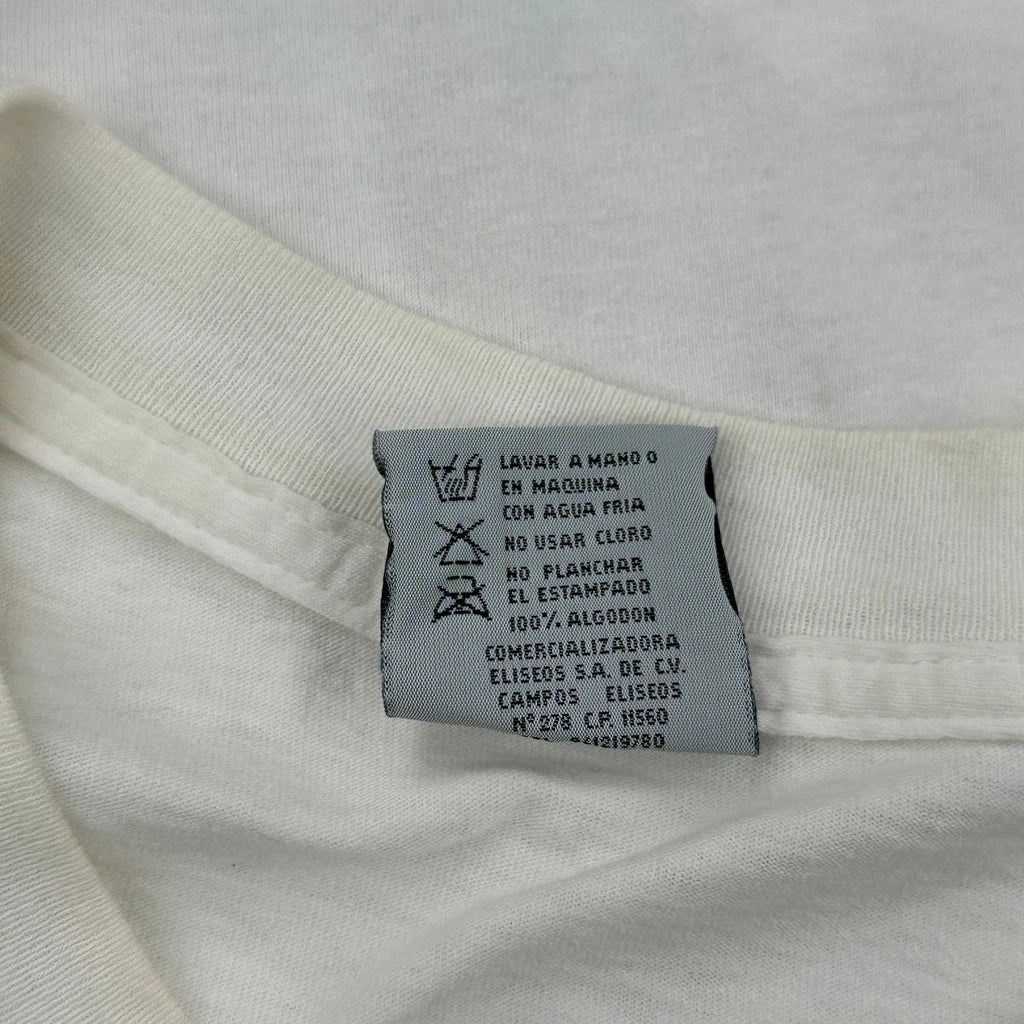 LAVAR A MANO O
EN MAQUINA
CON AGUA FRIA
NO USAR CLORO
NO PLANCHAR
EL ESTAMPADO
100% ALGODON
COMERCIALIZADORA
ELISEOS S.A. DE C.V.
CAMPOS ELISEOS
Nº 278 C.P. 11560